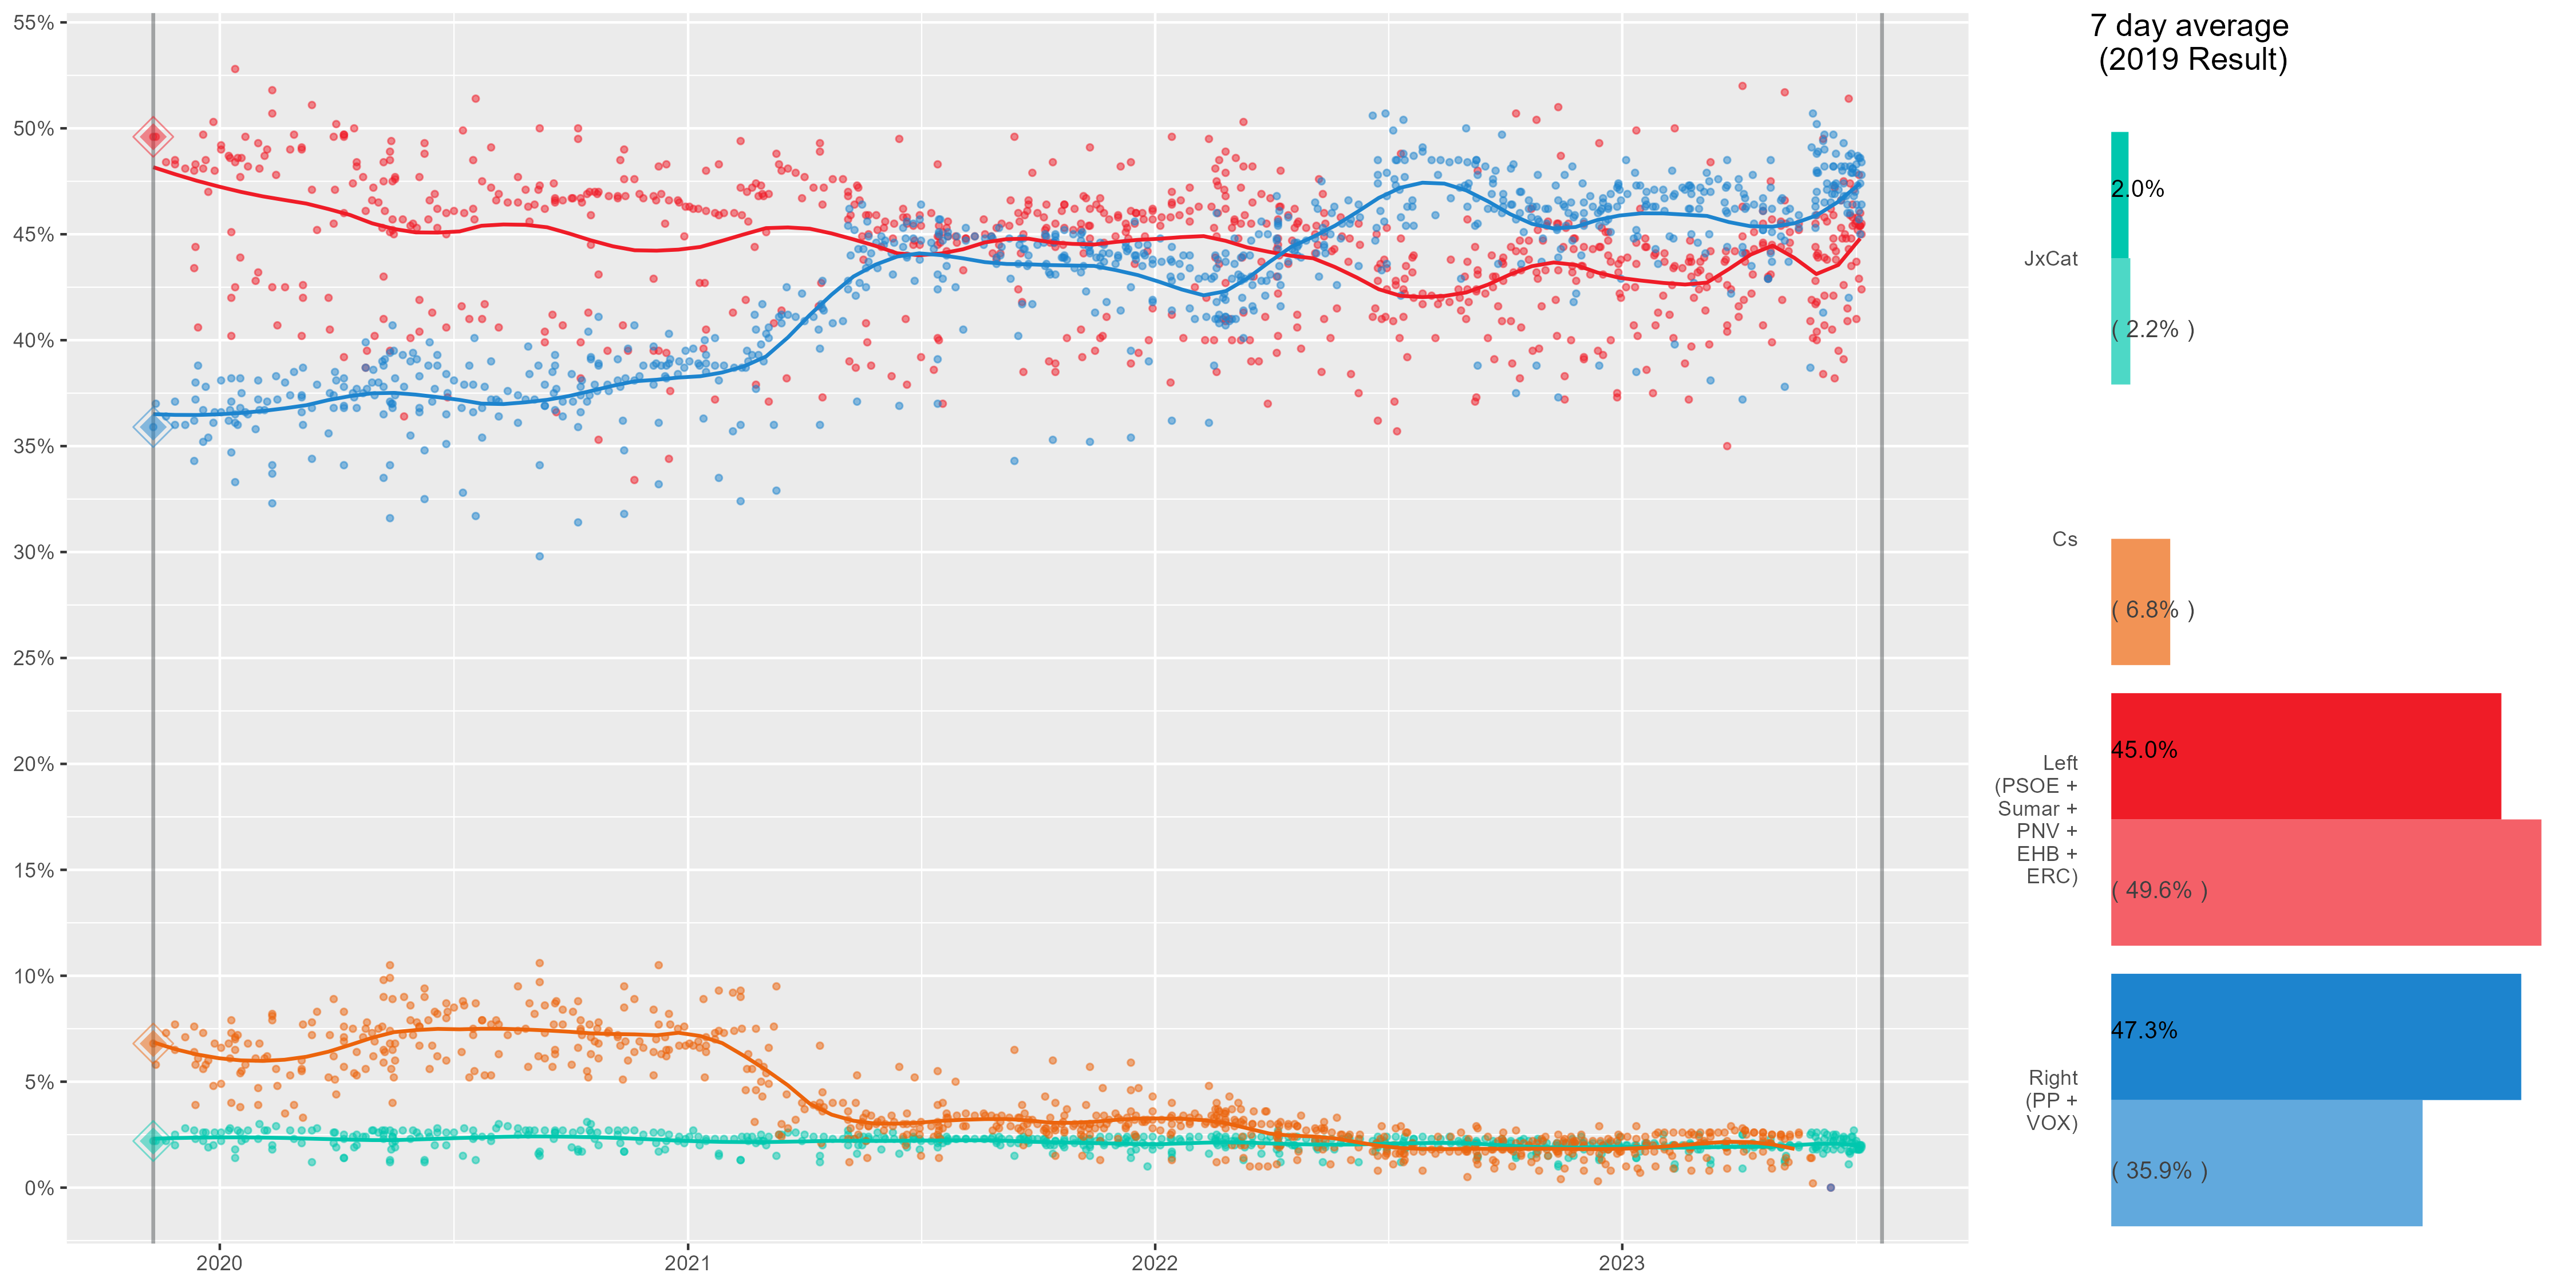 55%
50%
45%
40%
35%
30%
25%
20%
15%
10%
5%
0%
2020
2021
2022
2023
7 day average
(2019 Result)
JxCat
2.0%
( 2.2% )
Cs
( 6.8% )
Left
(PSOE +
Sumar +
PNV +
EHB +
ERC)
45.0%
( 49.6% )
Right
(PP +
VOX)
47.3%
( 35.9% )